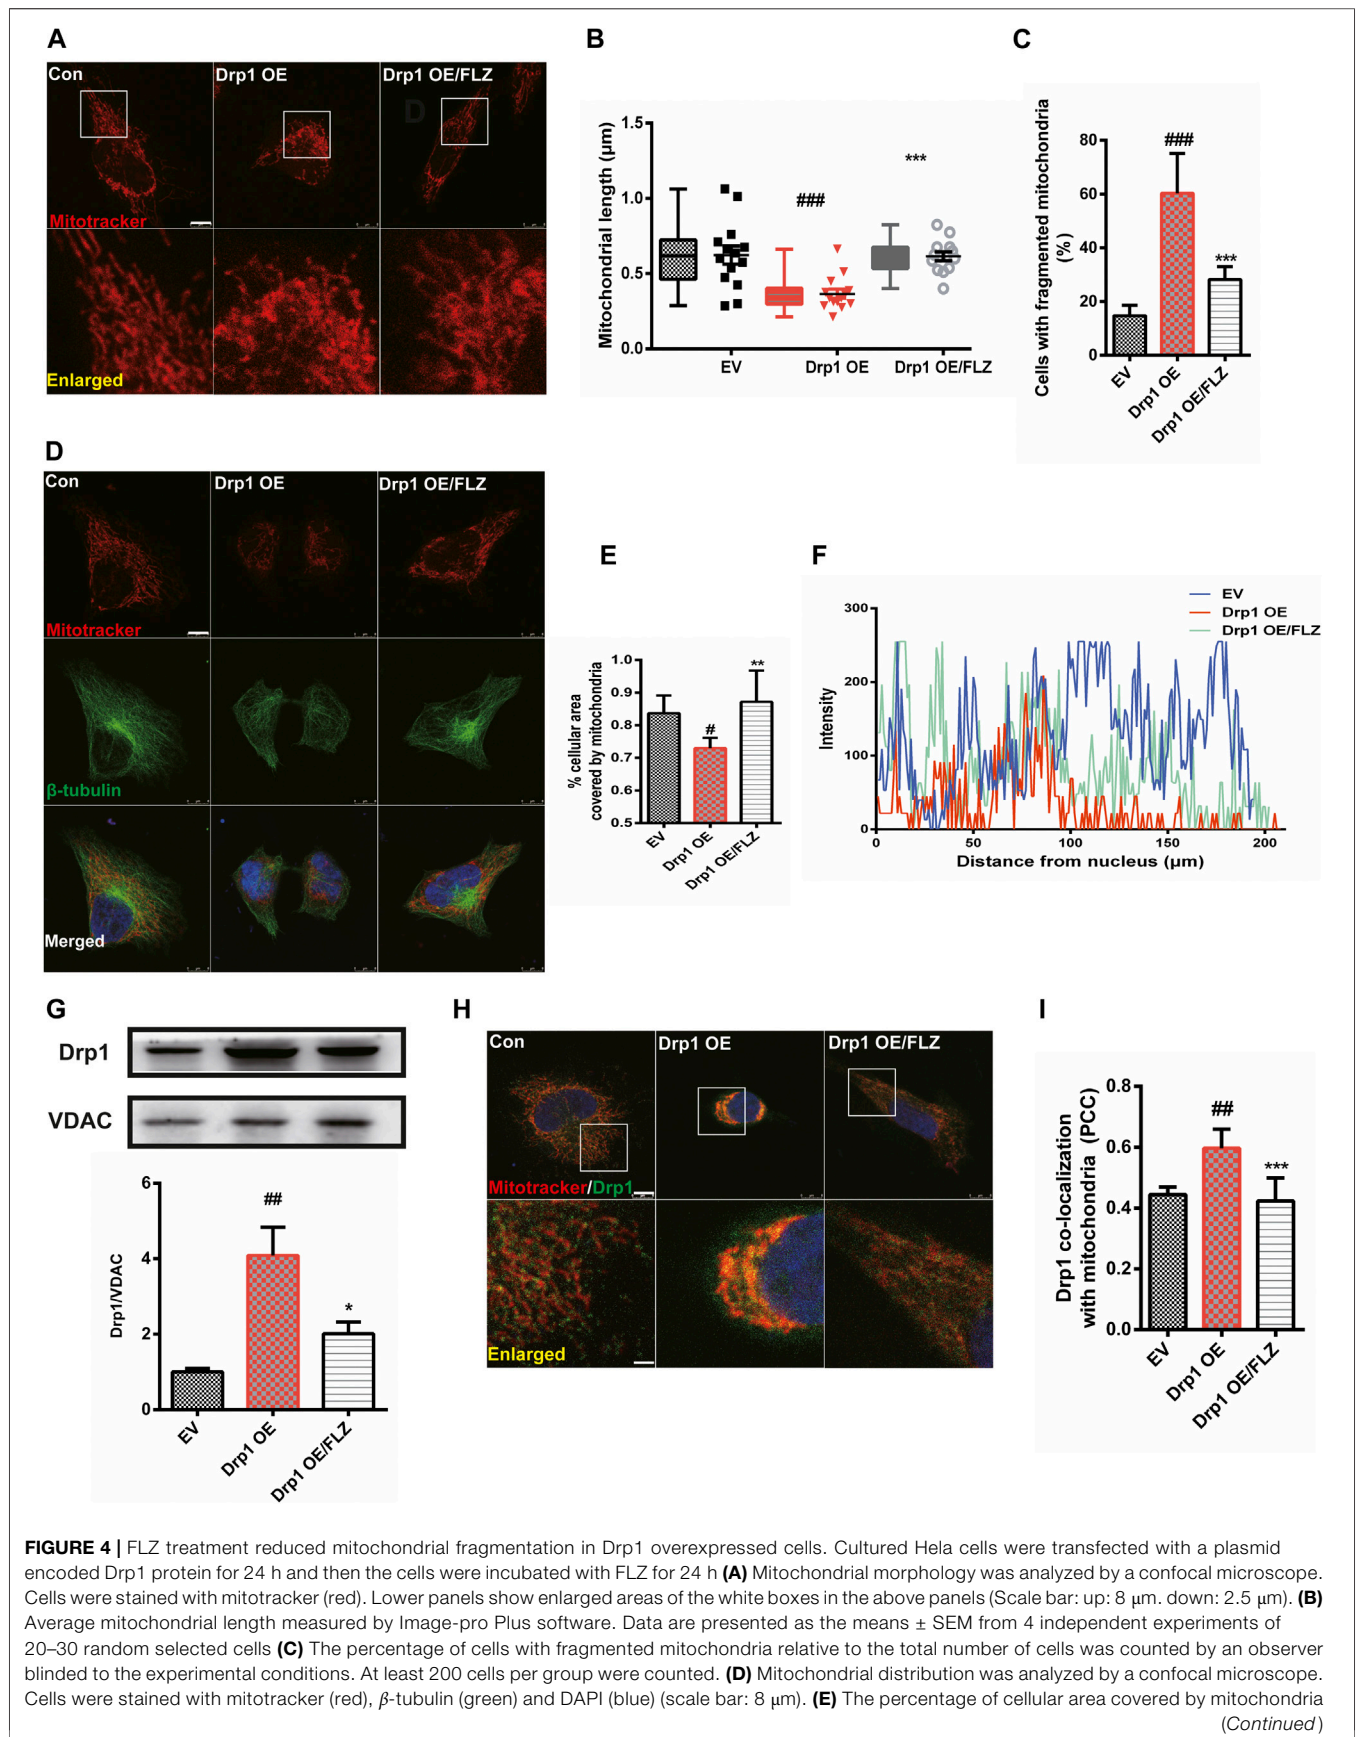 A
Con
Drp1 OE
Drp1 OE/FLZ
D
Mitotracker
Enlarged
B
Mitochondrial length (μm)
1.5
1.0
0.5
0.0
###
***
EV
Drp1 OE
Drp1 OE/FLZ
C
Cells with fragmented mitochondria
(%)
80
60
40
20
0
###
***
EV
Drp1 OE
Drp1 OE/FLZ
D
Con
Drp1 OE
Drp1 OE/FLZ
Mitotracker
β-tubulin
Merged
E
% cellular area
covered by mitochondria
1.0
0.9
0.8
0.7
0.6
0.5
#
**
EV
Drp1 OE
Drp1 OE/FLZ
F
EV
Drp1 OE
Drp1 OE/FLZ
Intensity
300
200
100
0
0
50
100
150
200
Distance from nucleus (μm)
G
Drp1
VDAC
Drp1/VDAC
6
4
2
0
##
*
EV
Drp1 OE
Drp1 OE/FLZ
H
Con
Drp1 OE
Drp1 OE/FLZ
Mitotracker/Drp1
Enlarged
I
Drp1 co-localization
with mitochondria (PCC)
0.8
0.6
0.4
0.2
0.0
##
***
EV
Drp1 OE
Drp1 OE/FLZ
FIGURE 4 | FLZ treatment reduced mitochondrial fragmentation in Drp1 overexpressed cells. Cultured Hela cells were transfected with a plasmid
encoded Drp1 protein for 24 h and then the cells were incubated with FLZ for 24 h (A) Mitochondrial morphology was analyzed by a confocal microscope.
Cells were stained with mitotracker (red). Lower panels show enlarged areas of the white boxes in the above panels (Scale bar: up: 8 μm. down: 2.5 μm). (B)
Average mitochondrial length measured by Image-pro Plus software. Data are presented as the means ± SEM from 4 independent experiments of
20–30 random selected cells (C) The percentage of cells with fragmented mitochondria relative to the total number of cells was counted by an observer
blinded to the experimental conditions. At least 200 cells per group were counted. (D) Mitochondrial distribution was analyzed by a confocal microscope.
Cells were stained with mitotracker (red), β-tubulin (green) and DAPI (blue) (scale bar: 8 μm). (E) The percentage of cellular area covered by mitochondria
(Continued)